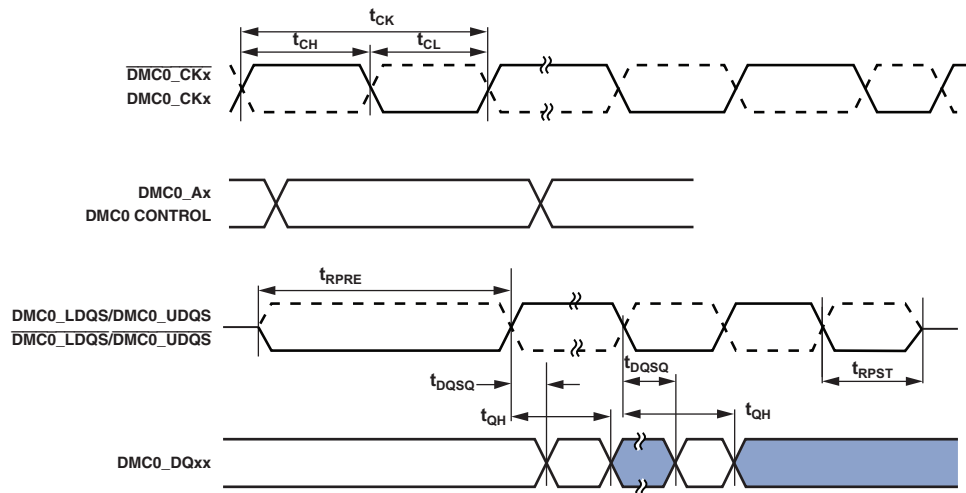 tCK
tCH
tCL
DMC0_CKx
DMC0_CKx
DMC0_Ax
DMC0 CONTROL
tRPRE
DMC0_LDQS/DMC0_UDQS
DMC0_LDQS/DMC0_UDQS
tDQSQ
tDQSQ
tRPST
tQH
tQH
DMC0_DQxx